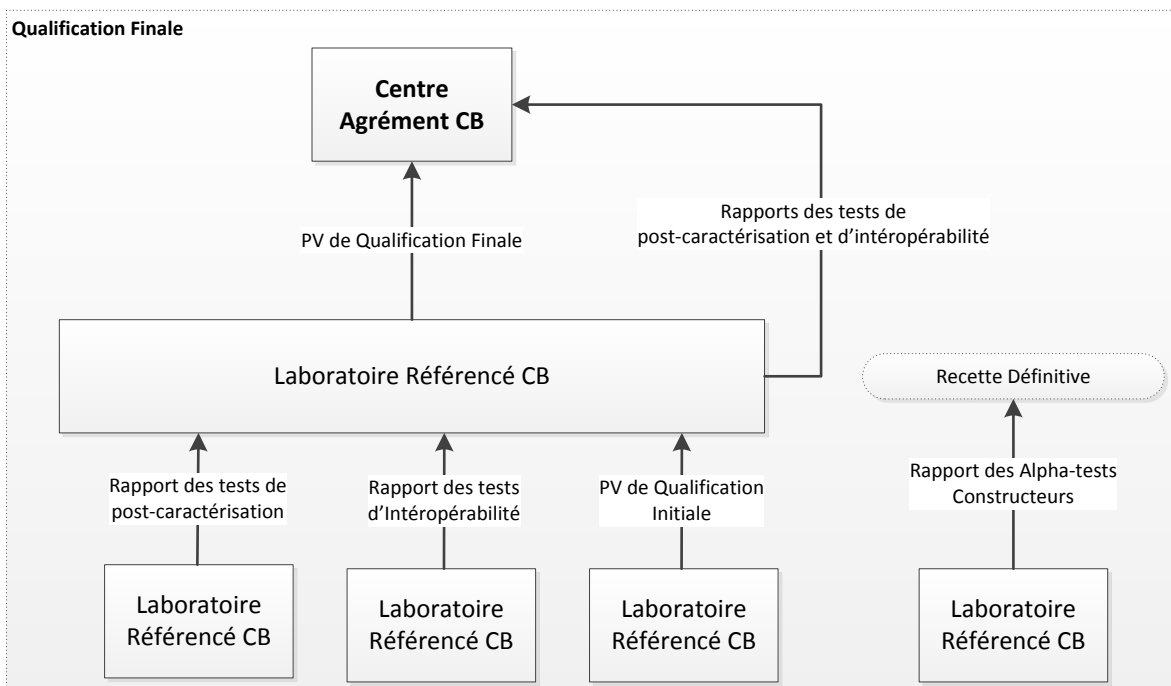 Qualification Finale
Centre
Agrément CB
Rapports des tests de
post-caractérisation et d’intéropérabilité
PV de Qualification Finale
Laboratoire Référencé CB
Recette Définitive
Rapport des tests de
post-caractérisation
Rapport des tests
d’Intéropérabilité
PV de Qualification
Initiale
Rapport des Alpha-tests
Constructeurs
Laboratoire
Référencé CB
Laboratoire
Référencé CB
Laboratoire
Référencé CB
Laboratoire
Référencé CB